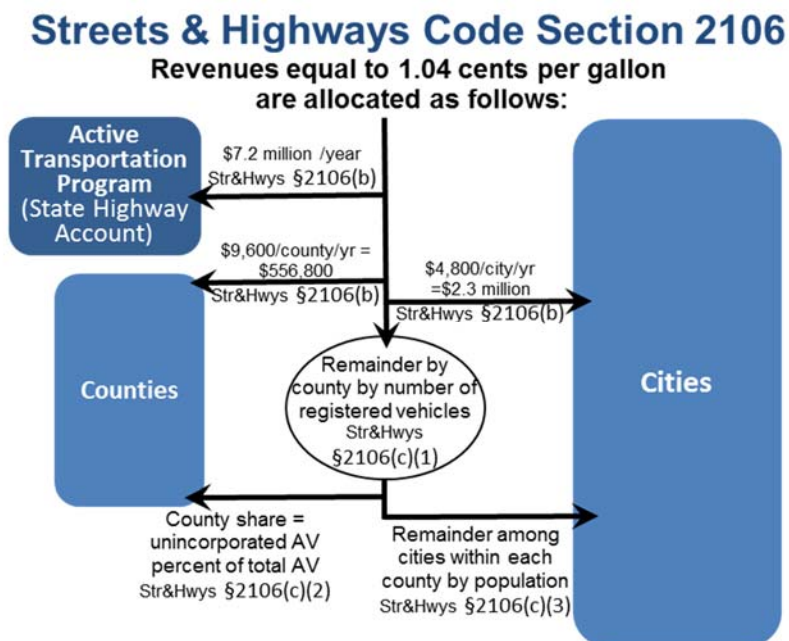 Streets & Highways Code Section 2106
Revenues equal to 1.04 cents per gallon
are allocated as follows:
Active
Transportation
Program
(State Highway
Account)
$7.2 million /year
Str&Hwys §2106(b)
$9,600/county/yr =
$556,800
Str&Hwys §2106(b)
$4,800/city/yr
=$2.3 million
Str&Hwys §2106(b)
Counties
Remainder by
county by number of
registered vehicles
Str&Hwys
§2106(c)(1)
Cities
County share =
unincorporated AV
percent of total AV
Str&Hwys §2106(c)(2)
Remainder among
cities within each
county by population
Str&Hwys §2106(c)(3)